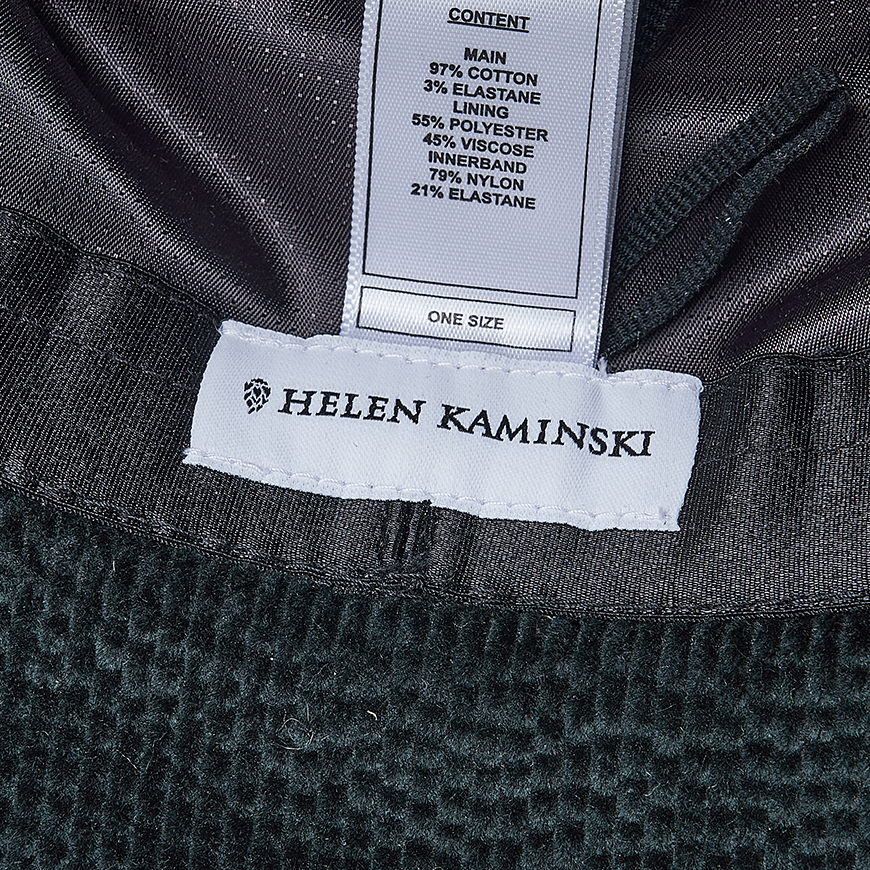 CONTENT
MAIN
97% COTTON
3% ELASTANE
LINING
55% POLYESTER
45% VISCOSE
INNERBAND
79% NYLON
21% ELASTANE
ONE SIZE
HELEN KAMINSKI